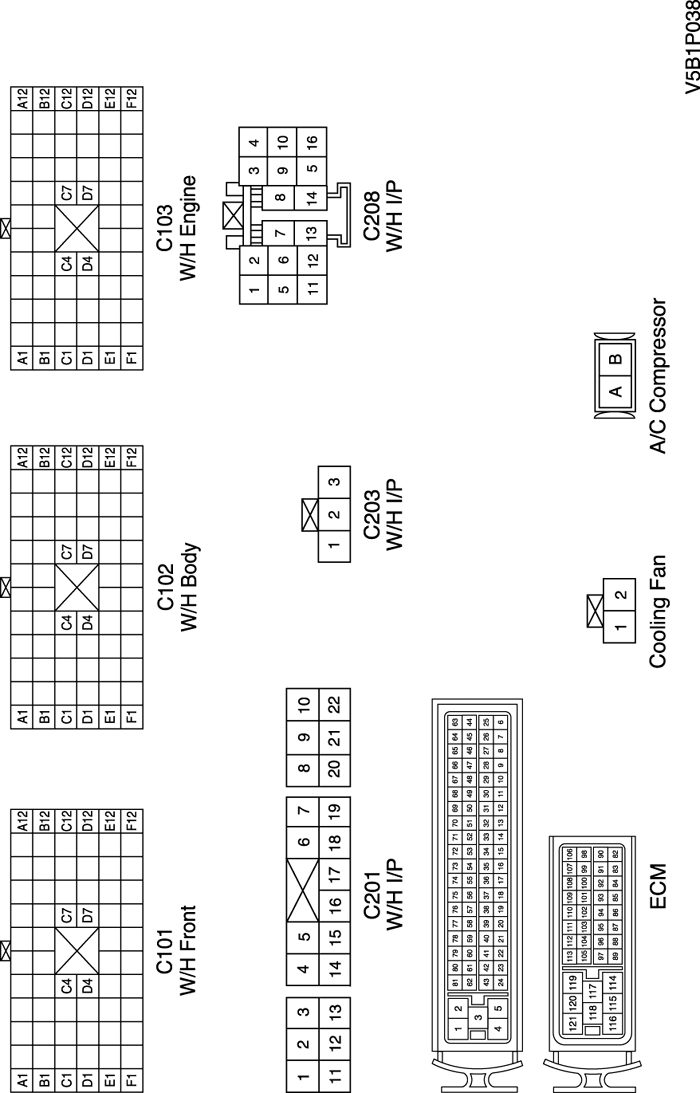 A1 A12
B1 B12
C1 C4 C7 C12
D1 D4 D7 D12
E1 E12
F1 F12
C101
W/H Front
A1 A12
B1 B12
C1 C4 C7 C12
D1 D4 D7 D12
E1 E12
F1 F12
C102
W/H Body
A1 A12
B1 B12
C1 C4 C7 C12
D1 D4 D7 D12
E1 E12
F1 F12
C103
W/H Engine
1 2 3 4 5 6 7 8 9 10
11 12 13 14 15 16 17 18 19 20 21 22
C201
W/H I/P
1 2 3
C203
W/H I/P
1 2 3 4
5 6 7 8 9 10
11 12 13 14 5 16
C208
W/H I/P
1 2
3
4 5
81 80 79 78 77 76 75 74 73 72 71 70 69 68 67 66 65 64 63
62 61 60 59 58 57 56 55 54 53 52 51 50 49 48 47 46 45 44
43 42 41 40 39 38 37 36 35 34 33 32 31 30 29 28 27 26 25
24 23 22 21 20 19 18 17 16 15 14 13 12 11 10 9 8 7 6
121 120 119
118 117
116 115 114
113 112 111 110 109 108 107 106
105 104 103 102 101 100 99 98
97 96 95 94 93 92 91 90
89 88 87 86 85 84 83 82
ECM
1 2
Cooling Fan
A B
A/C Compressor
V5B1P038